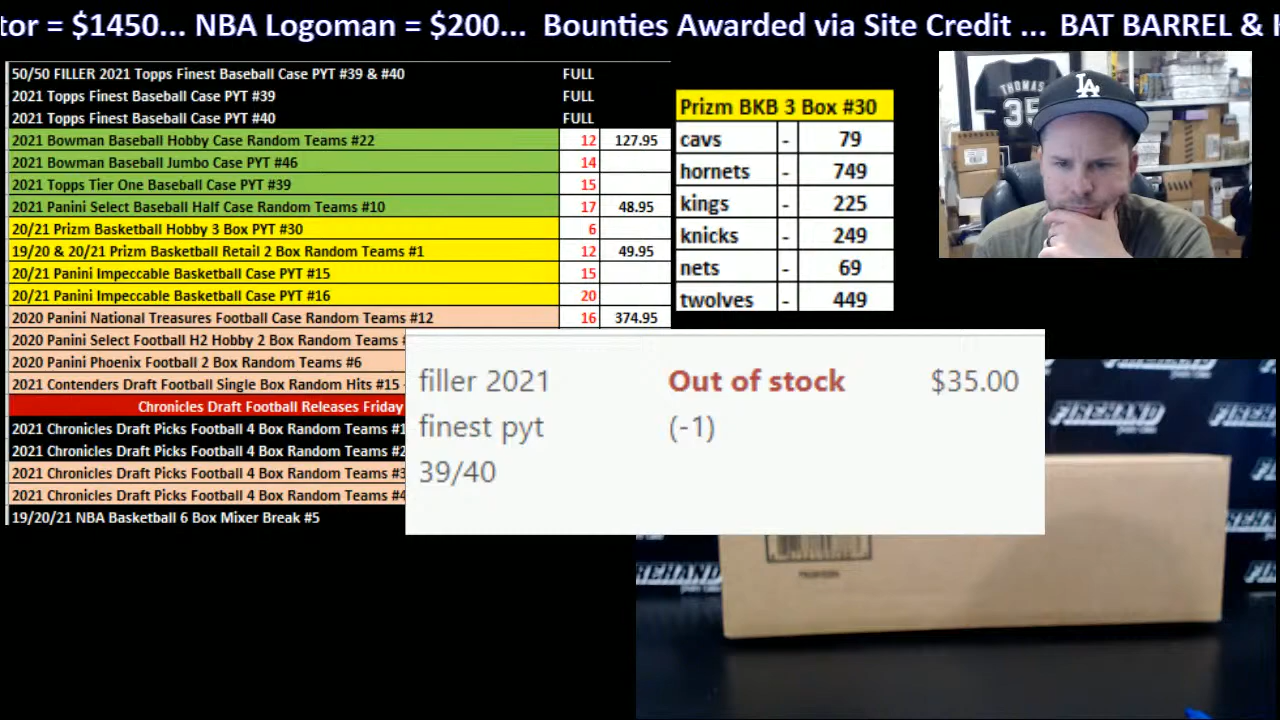 tor = $1450... NBA Logoman = $200... Bounties Awarded via Site Credit ... BAT BARREL &
50/50 FILLER 2021 Topps Finest Baseball Case PYT #39 & #40 FULL
2021 Topps Finest Baseball Case PYT #39 FULL
2021 Topps Finest Baseball Case PYT #40 FULL
2021 Bowman Baseball Hobby Case Random Teams #22 12 127.95
2021 Bowman Baseball Jumbo Case PYT #46 14
2021 Topps Tier One Baseball Case PYT #39 15
2021 Panini Select Baseball Half Case Random Teams #10 17 48.95
20/21 Prizm Basketball Hobby 3 Box PYT #30 6
19/20 & 20/21 Prizm Basketball Retail 2 Box Random Teams #1 12 49.95
20/21 Panini Impeccable Basketball Case PYT #15 15
20/21 Panini Impeccable Basketball Case PYT #16 20
2020 Panini National Treasures Football Case Random Teams #12 16 374.95
2020 Panini Select Football H2 Hobby 2 Box Random Teams
2020 Panini Phoenix Football 2 Box Random Teams #6
2021 Contenders Draft Football Single Box Random Hits #15
Chronicles Draft Football Releases Friday
2021 Chronicles Draft Picks Football 4 Box Random Teams #1
2021 Chronicles Draft Picks Football 4 Box Random Teams #2
2021 Chronicles Draft Picks Football 4 Box Random Teams #3
2021 Chronicles Draft Picks Football 4 Box Random Teams #4
19/20/21 NBA Basketball 6 Box Mixer Break #5
Prizm BKB 3 Box #30
cavs - 79
hornets - 749
kings - 225
knicks - 249
nets - 69
twolves - 449
THOMAS
35
LA
filler 2021 Out of stock $35.00
finest pyt (-1)
39/40
FIREHAND
FIREHAND
FIREHAND